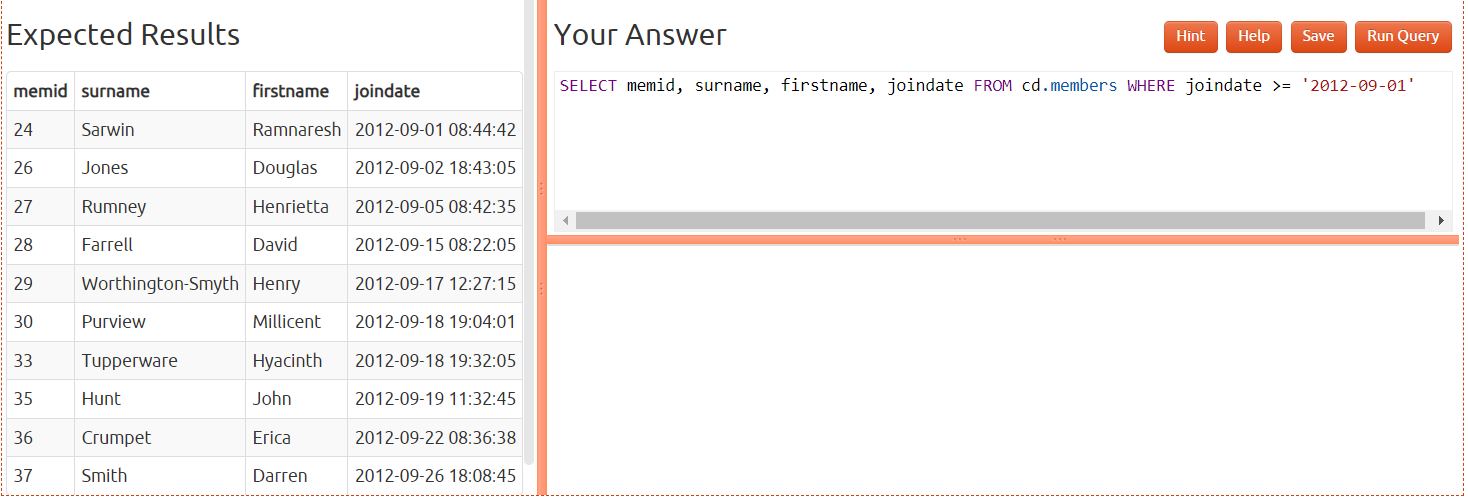 Expected Results
memid surname firstname joindate
24 Sarwin Ramnaresh 2012-09-01 08:44:42
26 Jones Douglas 2012-09-02 18:43:05
27 Rumney Henrietta 2012-09-05 08:42:35
28 Farrell David 2012-09-15 08:22:05
29 Worthington-Smyth Henry 2012-09-17 12:27:15
30 Purview Millicent 2012-09-18 19:04:01
33 Tupperware Hyacinth 2012-09-18 19:32:05
35 Hunt John 2012-09-19 11:32:45
36 Crumpet Erica 2012-09-22 08:36:38
37 Smith Darren 2012-09-26 18:08:45
Your Answer
Hint Help Save Run Query
SELECT memid, surname, firstname, joindate FROM cd.members WHERE joindate >= '2012-09-01'